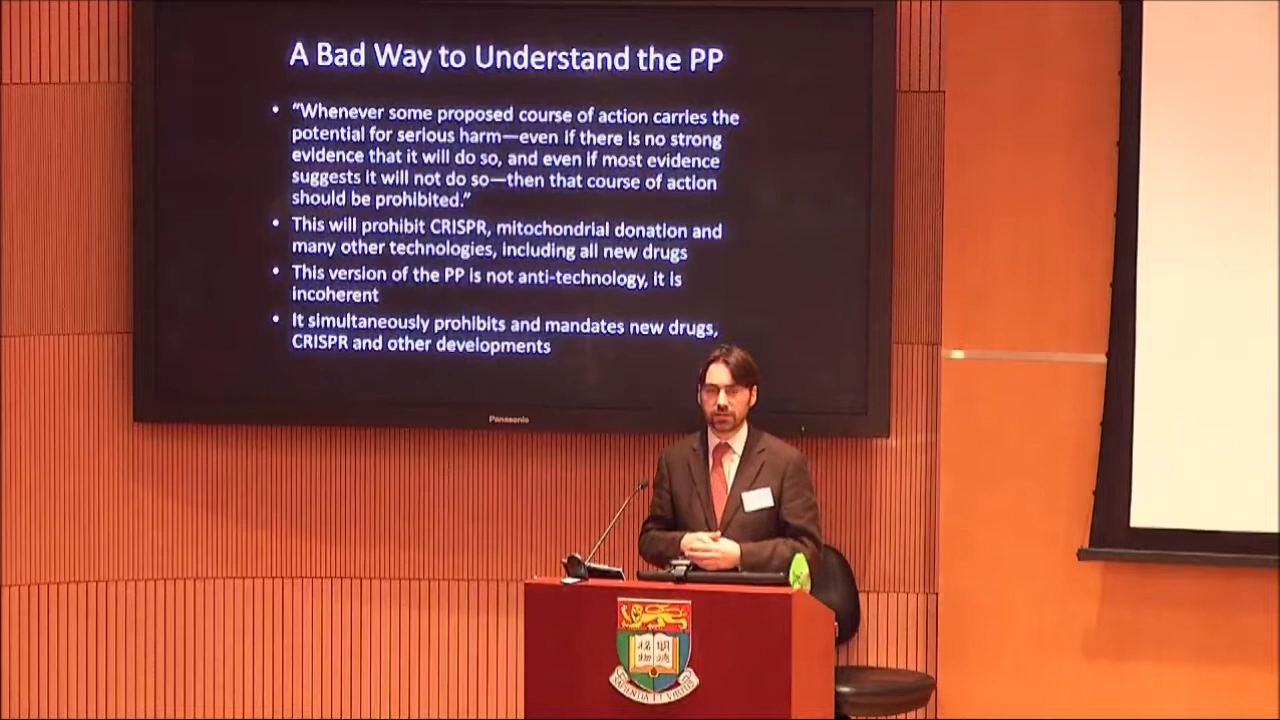 A Bad Way to Understand the PP
• "Whenever some proposed course of action carries the
potential for serious harm—even if there is no strong
evidence that it will do so, and even if most evidence
suggests it will not do so—then that course of action
should be prohibited."
• This will prohibit CRISPR, mitochondrial donation and
many other technologies, including all new drugs
• This version of the PP is not anti-technology, it is
incoherent
• It simultaneously prohibits and mandates new drugs,
CRISPR and other developments
Panasonic
SAPIENTIA ET VIRTUS